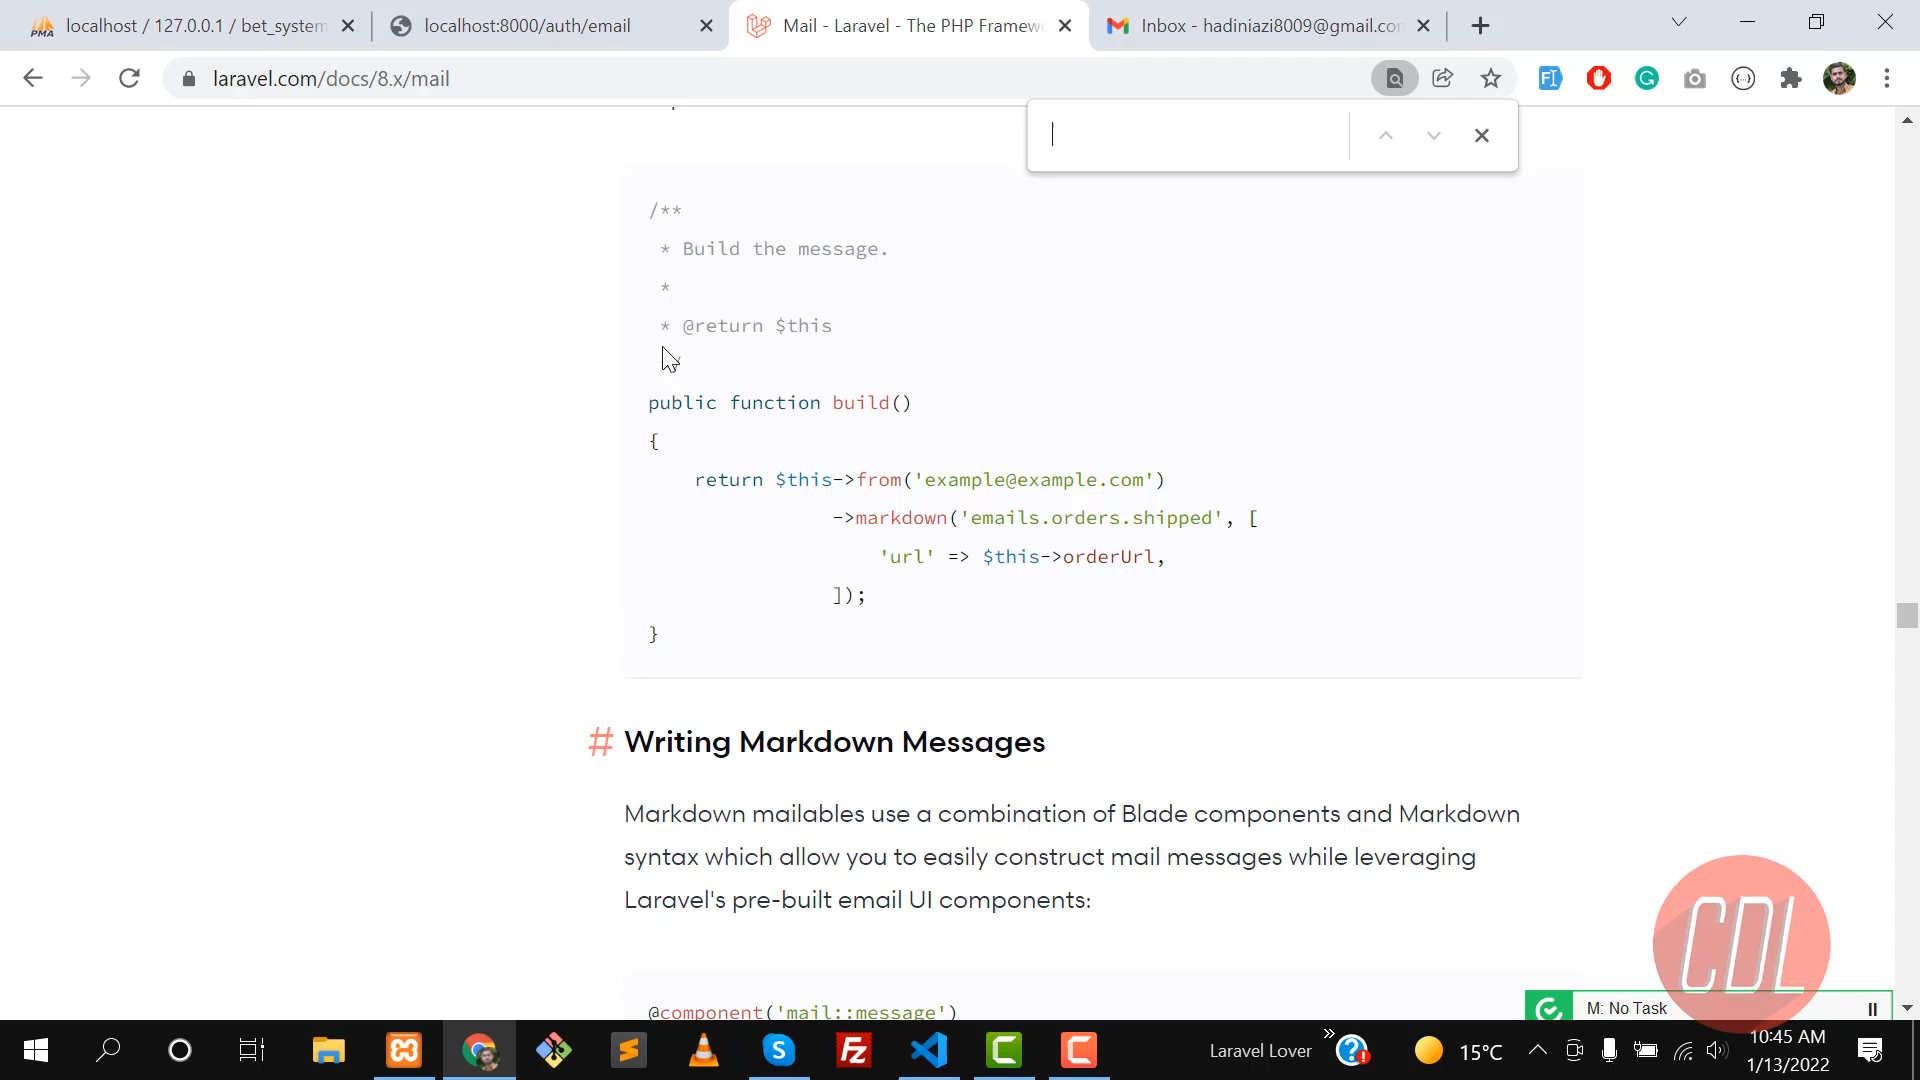 localhost / 127.0.0.1 / bet_system
localhost:8000/auth/email
Mail - Laravel - The PHP Framew
Inbox - hadiniazi8009@gmail.co
laravel.com/docs/8.x/mail
/**
* Build the message.
*
* @return $this
public function build()
{
return $this->from('example@example.com')
->markdown('emails.orders.shipped', [
'url' => $this->orderUrl,
]);
}
# Writing Markdown Messages
Markdown mailables use a combination of Blade components and Markdown
syntax which allow you to easily construct mail messages while leveraging
Laravel's pre-built email UI components:
@component('mail::message')
CDL
M: No Task
Laravel Lover
15°C
10:45 AM
1/13/2022